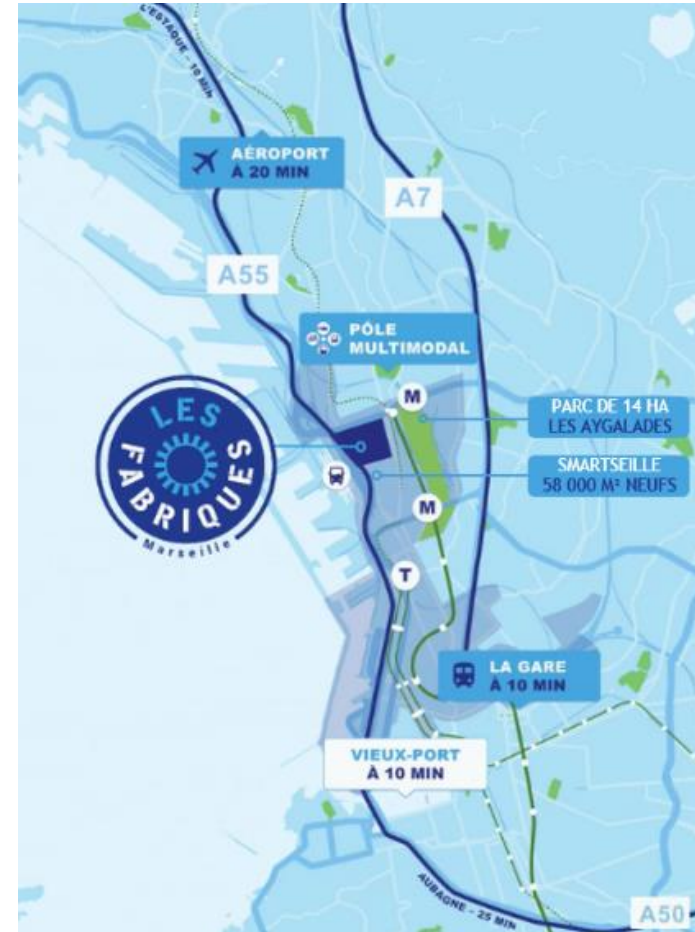 L'ESTAQUE - 10 MIN
AÉROPORT
À 20 MIN
A7
A55
PÔLE
MULTIMODAL
M
PARC DE 14 HA
LES AYGALADES
LES
FABRIQUES
Marseille
SMARTSEILLE
58 000 M² NEUFS
M
T
LA GARE
À 10 MIN
VIEUX-PORT
À 10 MIN
AUBAGNE - 25 MIN
A50